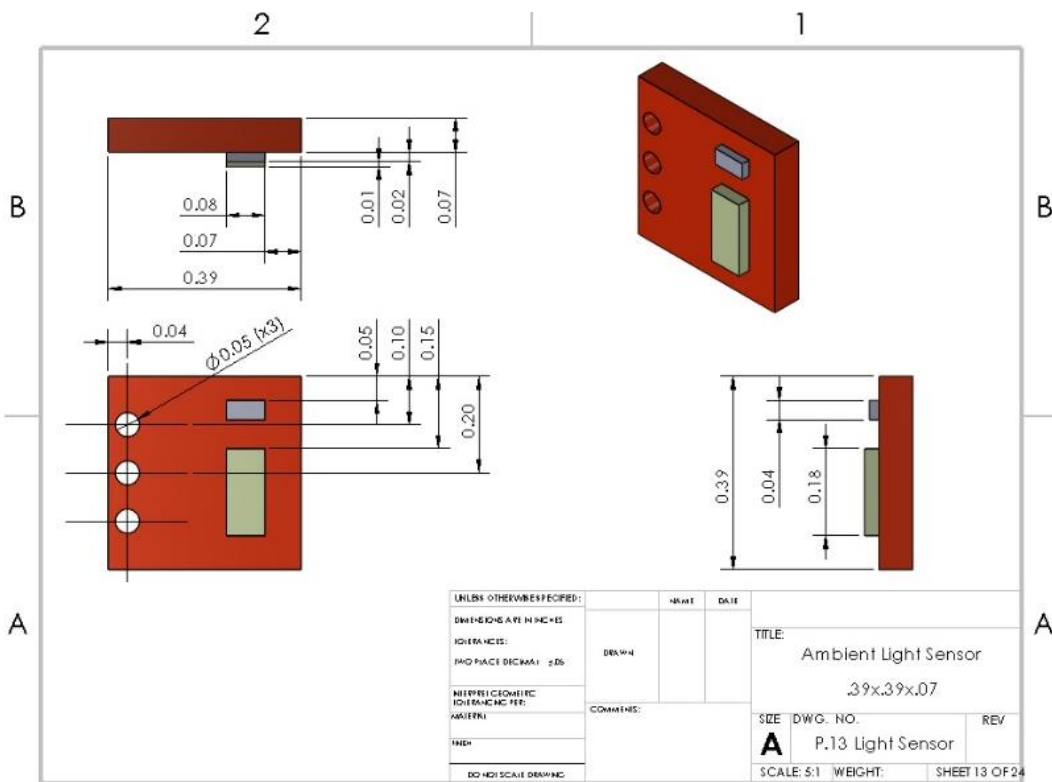 2 1
B B
0.01
0.02
0.07
0.08
0.07
0.39
0.04
Ø0.05 (x3)
0.05
0.10
0.15
0.20
0.39
0.04
0.18
A A
UNLESS OTHERWISE SPECIFIED:
DIMENSIONS ARE IN INCHES
TOLERANCES:
TWO PLACE DECIMAL
INTERPRET GEOMETRIC
TOLERANCING PER:
MATERIAL
FINISH
DO NOT SCALE DRAWING
NAME DATE
DRAWN
COMMENTS:
TITLE:
Ambient Light Sensor
.39x.39x.07
SIZE DWG. NO. REV
A P.13 Light Sensor
SCALE: 5:1 WEIGHT: SHEET 13 OF 24